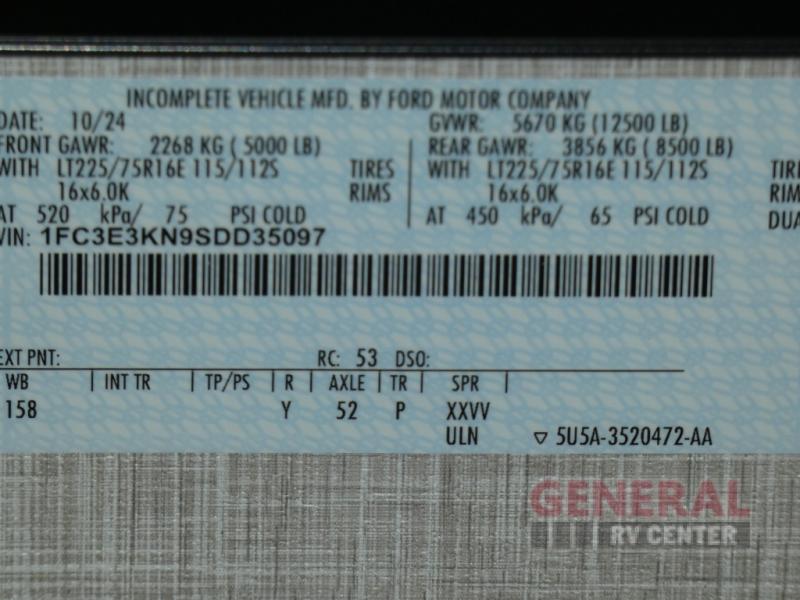 INCOMPLETE VEHICLE MFD. BY FORD MOTOR COMPANY
DATE: 10/24 GVWR: 5670 KG (12500 LB)
FRONT GAWR: 2268 KG ( 5000 LB) REAR GAWR: 3856 KG ( 8500 LB)
WITH LT225/75R16E 115/112S TIRES WITH LT225/75R16E 115/112S TIRE
16x6.0K RIMS 16x6.0K RIM
AT 520 kPa/ 75 PSI COLD AT 450 kPa/ 65 PSI COLD DUA
VIN: 1FC3E3KN9SDD35097
EXT PNT: RC: 53 DSO:
WB INT TR TP/PS R AXLE TR SPR
158 Y 52 P XXVV
ULN ▽ 5U5A-3520472-AA
GENERAL
RV CENTER